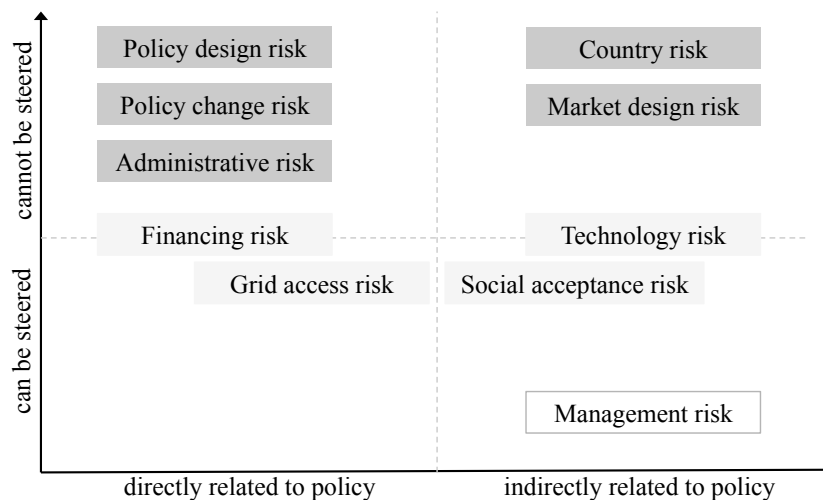 cannot be steered
can be steered
Policy design risk
Country risk
Policy change risk
Market design risk
Administrative risk
Financing risk
Technology risk
Grid access risk
Social acceptance risk
Management risk
directly related to policy
indirectly related to policy